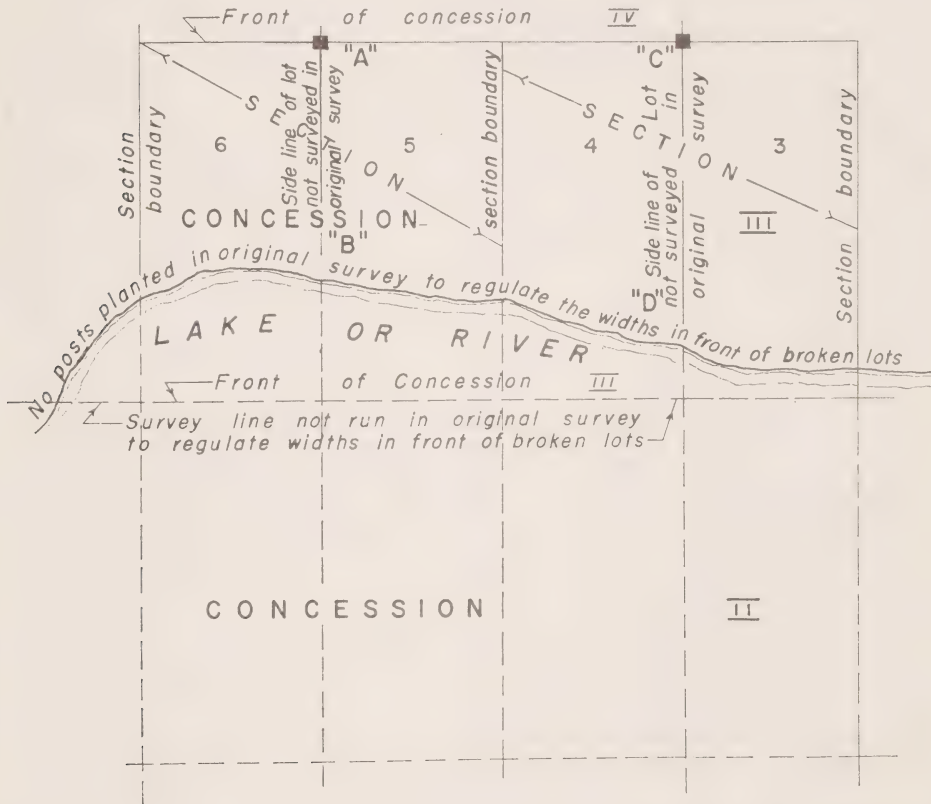 Front of concession IV
"A"
"C"
Section boundary
Side line of lot
not surveyed in
original survey
SECTION
section boundary
SECTION
Side line of Lot
not surveyed in
original survey
Section boundary
6
5
4
3
CONCESSION
III
"B"
"D"
No posts planted in original survey to regulate the widths in front of broken lots
LAKE OR RIVER
Front of Concession III
Survey line not run in original survey
to regulate widths in front of broken lots
CONCESSION II